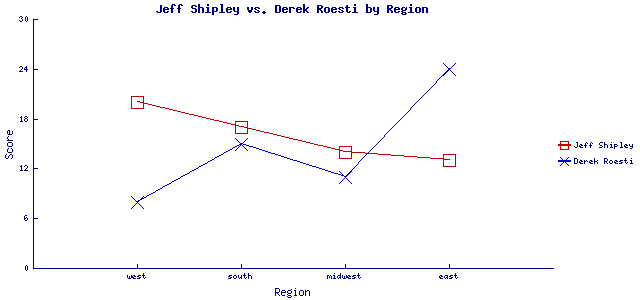 Jeff Shipley vs. Derek Roesti by Region
30
24
18
12
6
0
Score
west south midwest east
Region
Jeff Shipley
Derek Roesti